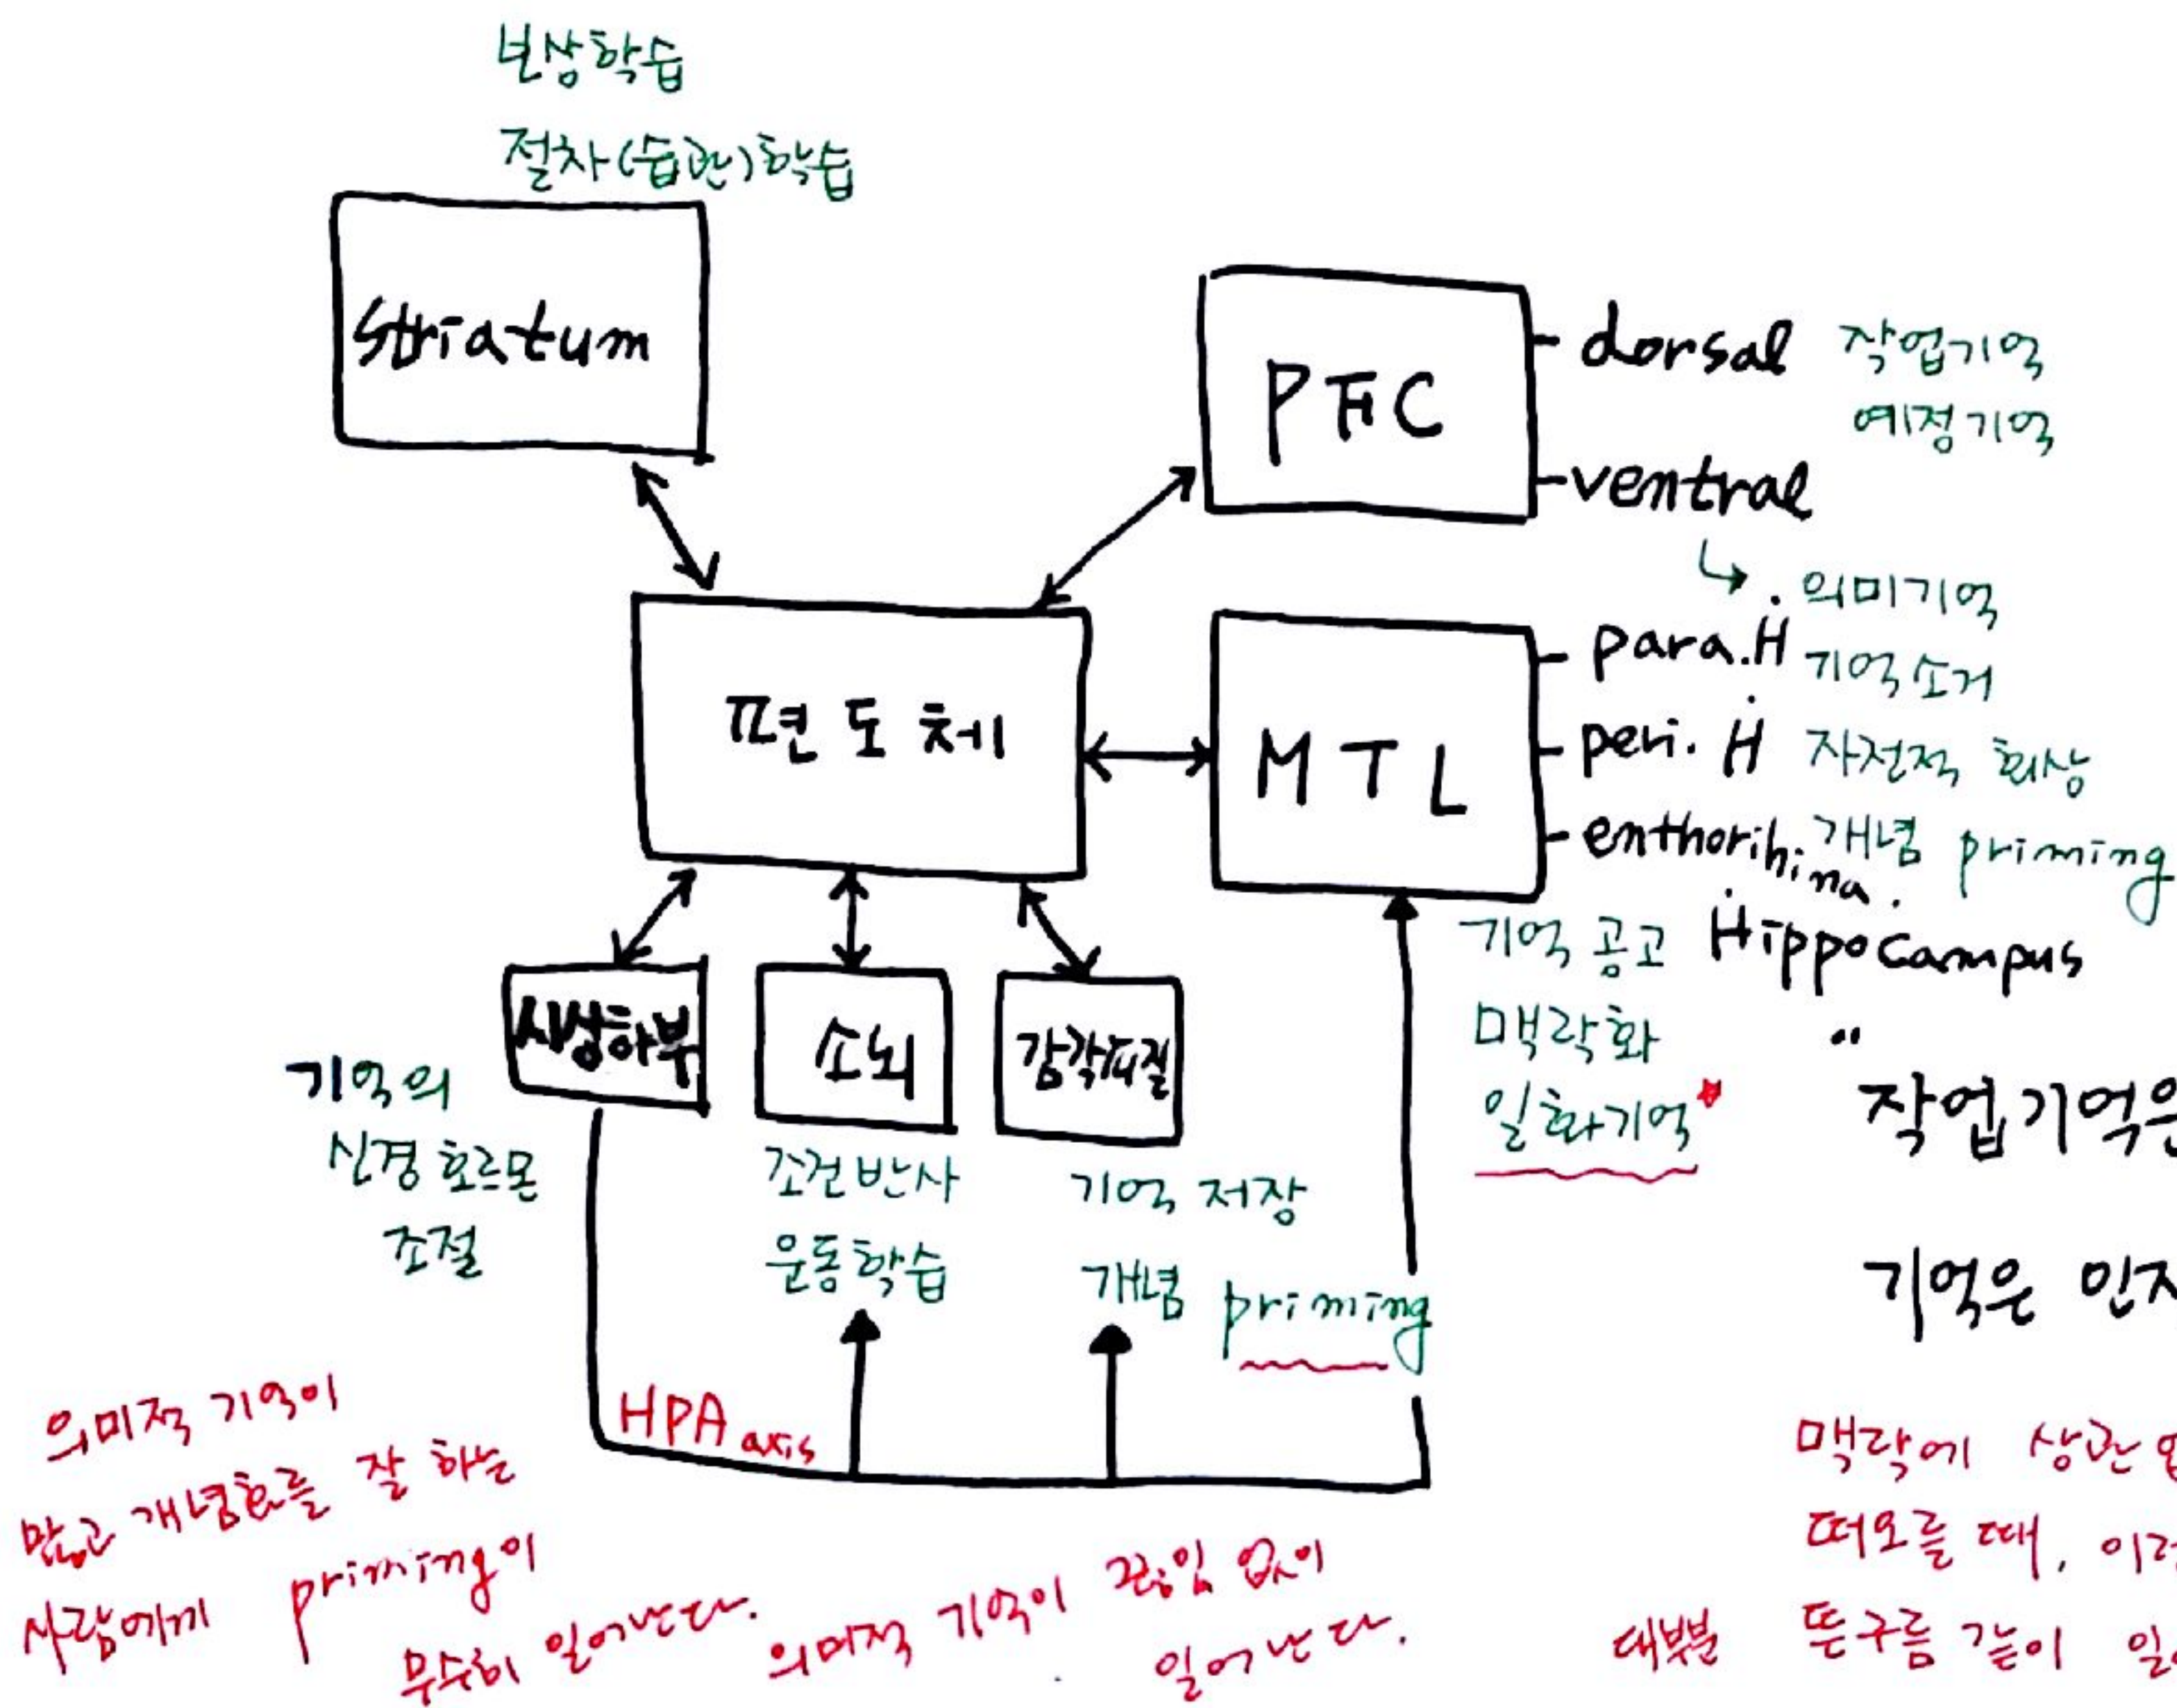 보상학습
절차(습관)학습
Striatum
PFC
dorsal 작업기억
예정기억
ventral
↳ 의미기억
기억소거
자전적 회상
개념 priming
편도체
MTL
para.H
peri.H
enthorihina.
Hippocampus
"
기억 공고
맥락화
일화기억*
시상하부
소뇌
감각피질
기억의
신경 호르몬
조절
조건반사
운동학습
기억 저장
개념 priming
HPA axis
작업기억은
기억은 인지
의미적 기억이
많고 개념화를 잘 하는
사람에게 priming이
무수히 일어난다.
의미적 기억이 끊임 없이
일어난다.
맥락에 상관
떠오를 때, 이런
대부분 뜬구름 같이